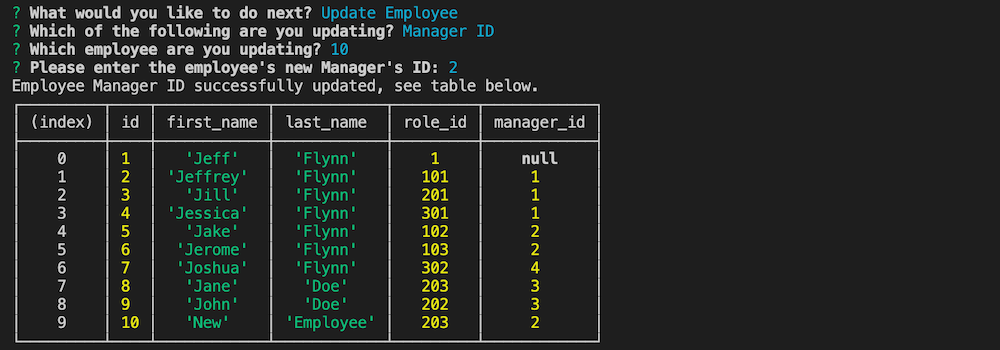 ? What would you like to do next? Update Employee
? Which of the following are you updating? Manager ID
? Which employee are you updating? 10
? Please enter the employee's new Manager's ID: 2
Employee Manager ID successfully updated, see table below.
(index) id first_name last_name role_id manager_id
0 1 'Jeff' 'Flynn' 1 null
1 2 'Jeffrey' 'Flynn' 101 1
2 3 'Jill' 'Flynn' 201 1
3 4 'Jessica' 'Flynn' 301 1
4 5 'Jake' 'Flynn' 102 2
5 6 'Jerome' 'Flynn' 103 2
6 7 'Joshua' 'Flynn' 302 4
7 8 'Jane' 'Doe' 203 3
8 9 'John' 'Doe' 202 3
9 10 'New' 'Employee' 203 2